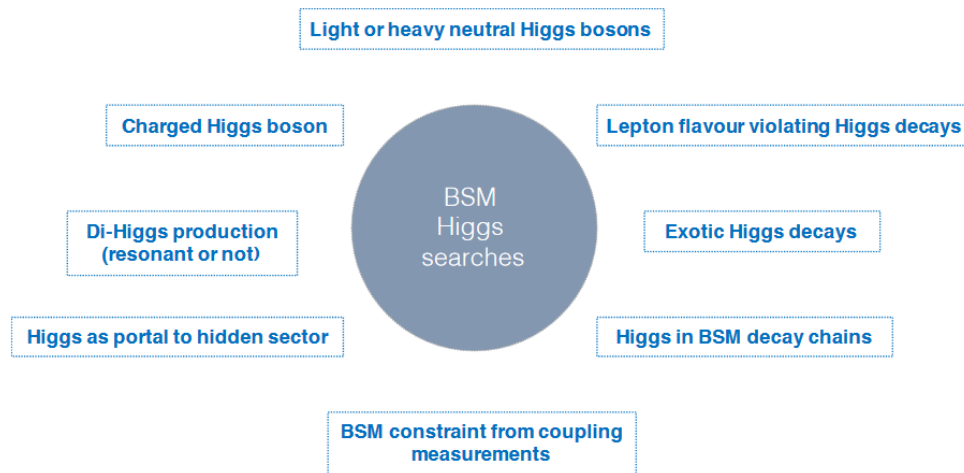 Light or heavy neutral Higgs bosons
Charged Higgs boson
Lepton flavour violating Higgs decays
BSM
Higgs
searches
Di-Higgs production
(resonant or not)
Exotic Higgs decays
Higgs as portal to hidden sector
Higgs in BSM decay chains
BSM constraint from coupling
measurements